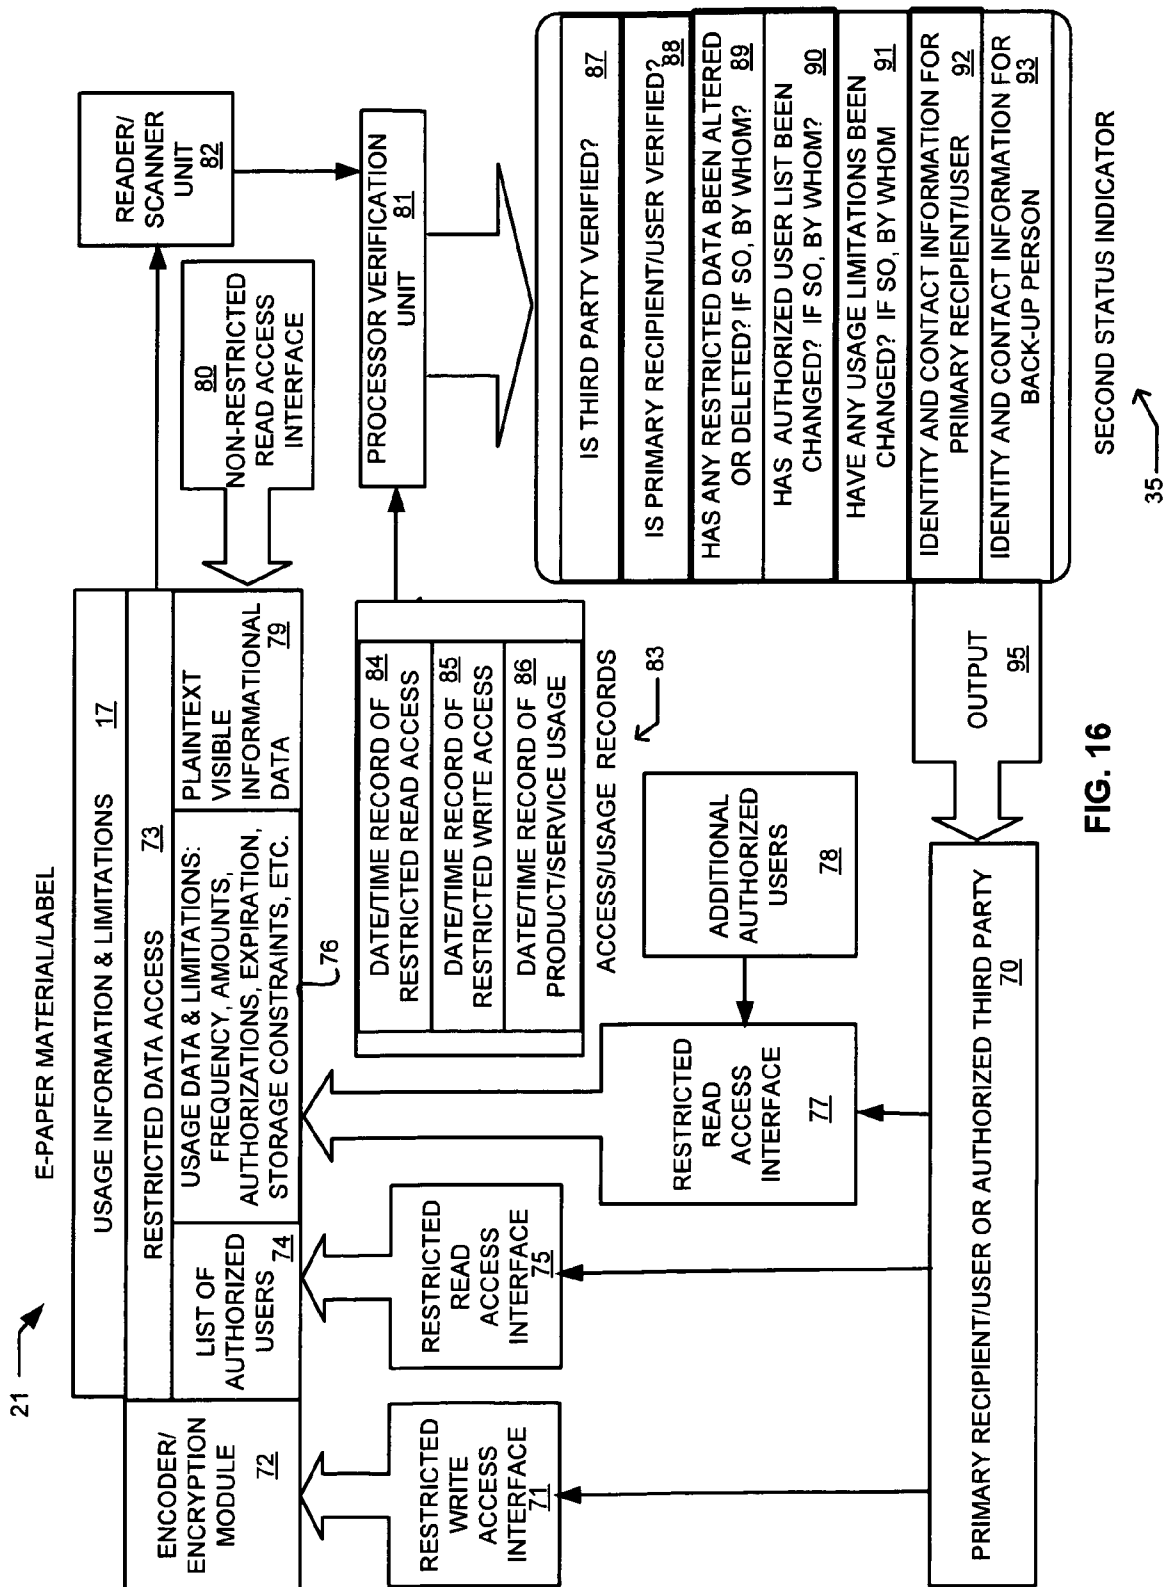 E-PAPER MATERIAL/LABEL
21
USAGE INFORMATION & LIMITATIONS 17
RESTRICTED DATA ACCESS 73
ENCODER/
ENCRYPTION
MODULE
72
LIST OF
AUTHORIZED
USERS 74
USAGE DATA & LIMITATIONS:
FREQUENCY, AMOUNTS,
AUTHORIZATIONS, EXPIRATION,
STORAGE CONSTRAINTS, ETC.
76
PLAINTEXT
VISIBLE
INFORMATIONAL
DATA 79
80
NON-RESTRICTED
READ ACCESS
INTERFACE
READER/
SCANNER
UNIT
82
RESTRICTED
WRITE
ACCESS
INTERFACE
71
RESTRICTED
READ
ACCESS
INTERFACE
75
DATE/TIME RECORD OF 84
RESTRICTED READ ACCESS
DATE/TIME RECORD OF 85
RESTRICTED WRITE ACCESS
DATE/TIME RECORD OF 86
PRODUCT/SERVICE USAGE
ACCESS/USAGE RECORDS
83
PROCESSOR VERIFICATION
UNIT 81
RESTRICTED
READ
ACCESS
INTERFACE
77
ADDITIONAL
AUTHORIZED
USERS
78
IS THIRD PARTY VERIFIED? 87
IS PRIMARY RECIPIENT/USER VERIFIED? 88
HAS ANY RESTRICTED DATA BEEN ALTERED
OR DELETED? IF SO, BY WHOM? 89
HAS AUTHORIZED USER LIST BEEN
CHANGED? IF SO, BY WHOM? 90
HAVE ANY USAGE LIMITATIONS BEEN
CHANGED? IF SO, BY WHOM 91
IDENTITY AND CONTACT INFORMATION FOR
PRIMARY RECIPIENT/USER 92
IDENTITY AND CONTACT INFORMATION FOR
BACK-UP PERSON 93
PRIMARY RECIPIENT/USER OR AUTHORIZED THIRD PARTY
70
OUTPUT
95
SECOND STATUS INDICATOR
35
FIG. 16